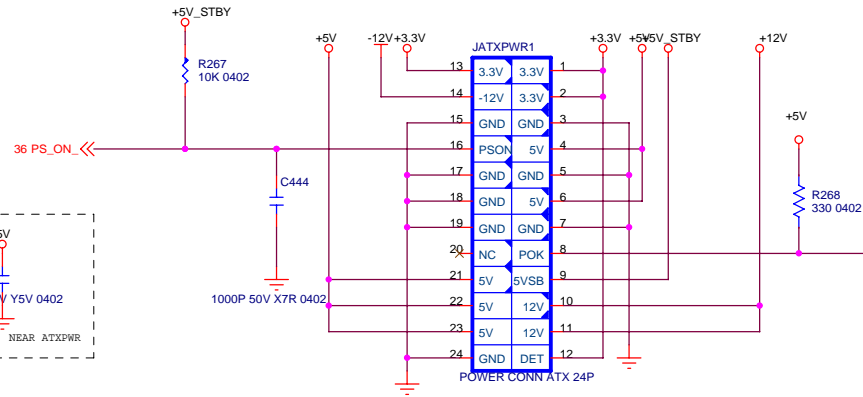 +5V_STBY
R267
10K 0402
36 PS_ON_
C444
1000P 50V X7R 0402
5V
V Y5V 0402
NEAR ATXPWR
+5V
-12V
+3.3V
JATXPWR1
+3.3V
+5V
+5V_STBY
+12V
13 3.3V 3.3V 1
14 -12V 3.3V 2
15 GND GND 3
16 PSON 5V 4
17 GND GND 5
18 GND 5V 6
19 GND GND 7
20 NC POK 8
21 5V 5VSB 9
22 5V 12V 10
23 5V 12V 11
24 GND DET 12
POWER CONN ATX 24P
+5V
R268
330 0402